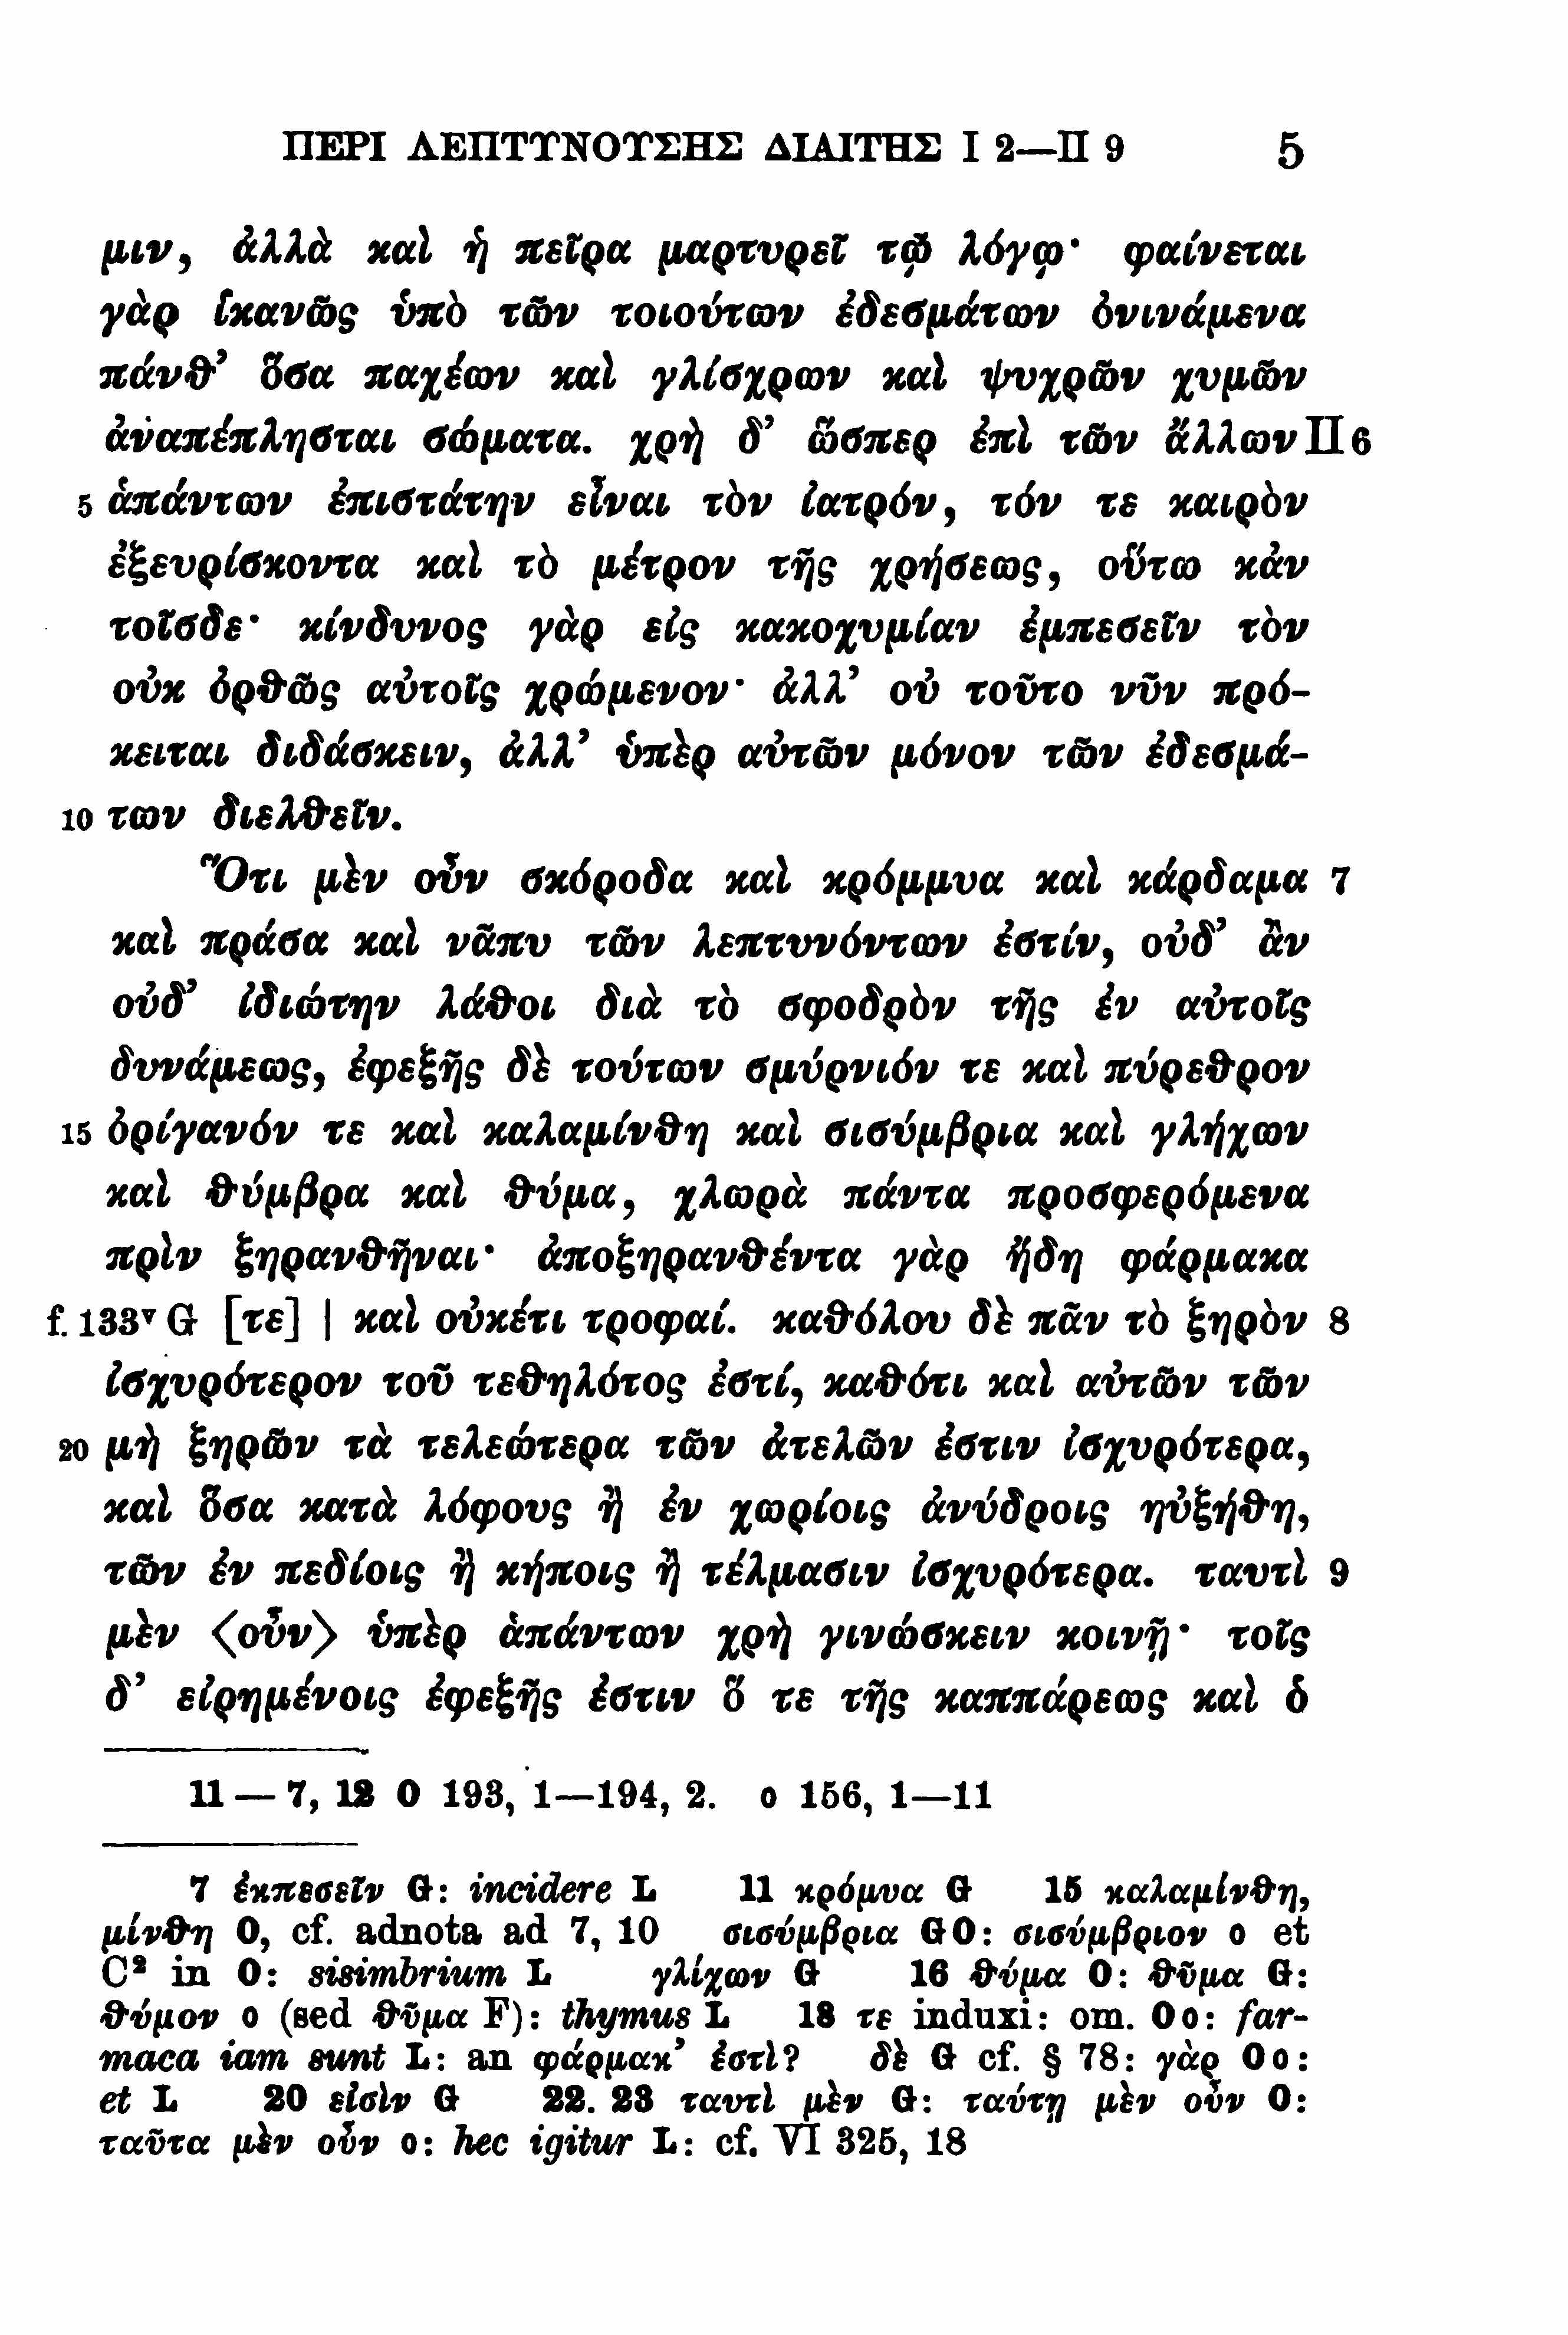 ΠΕΡΙ ΛΕΠΤΥΝΟΥΣΗΣ ΔΙΑΙΤΗΣ I 2—II 9 5
μιν, ἀλλὰ καὶ ἡ πεῖρα μαρτυρεῖ τῷ λόγῳ· φαίνεται
γὰρ ἱκανῶς ὑπὸ τῶν τοιούτων ἐδεσμάτων ὀνινάμενα
πάνθ’ ὅσα παχέων καὶ γλίσχρων καὶ ψυχρῶν χυμῶν
ἀναπέπλησται σώματα. χρὴ δ’ ὥσπερ ἐπὶ τῶν ἄλλων II 6
5 ἁπάντων ἐπιστάτην εἶναι τὸν ἰατρόν, τόν τε καιρὸν
ἐξευρίσκοντα καὶ τὸ μέτρον τῆς χρήσεως, οὕτω κἀν
τοῖσδε· κίνδυνος γὰρ εἰς κακοχυμίαν ἐμπεσεῖν τὸν
οὐκ ὀρθῶς αὐτοῖς χρώμενον· ἀλλ’ οὐ τοῦτο νῦν πρό-
κειται διδάσκειν, ἀλλ’ ὑπὲρ αὐτῶν μόνον τῶν ἐδεσμά-
10 των διελθεῖν.
Ὅτι μὲν οὖν σκόροδα καὶ κρόμμυα καὶ κάρδαμα 7
καὶ πράσα καὶ νᾶπυ τῶν λεπτυνόντων ἐστίν, οὐδ’ ἂν
οὐδ’ ἰδιώτην λάθοι διὰ τὸ σφοδρὸν τῆς ἐν αὐτοῖς
δυνάμεως, ἐφεξῆς δὲ τούτων σμύρνιόν τε καὶ πύρεθρον
15 ὀρίγανόν τε καὶ καλαμίνθη καὶ σισύμβρια καὶ γλήχων
καὶ θύμβρα καὶ θύμα, χλωρὰ πάντα προσφερόμενα
πρὶν ξηρανθῆναι· ἀποξηρανθέντα γὰρ ἤδη φάρμακα
f. 133ᵛ G [τε] | καὶ οὐκέτι τροφαί. καθόλου δὲ πᾶν τὸ ξηρὸν 8
ἰσχυρότερον τοῦ τεθηλότος ἐστί, καθότι καὶ αὐτῶν τῶν
20 μὴ ξηρῶν τὰ τελεώτερα τῶν ἀτελῶν ἐστιν ἰσχυρότερα,
καὶ ὅσα κατὰ λόφους ἢ ἐν χωρίοις ἀνύδροις ηὐξήθη,
τῶν ἐν πεδίοις ἢ κήποις ἢ τέλμασιν ἰσχυρότερα. ταυτὶ 9
μὲν ⟨οὖν⟩ ὑπὲρ ἁπάντων χρὴ γινώσκειν κοινῇ· τοῖς
δ’ εἰρημένοις ἐφεξῆς ἐστιν ὅ τε τῆς καππάρεως καὶ ὁ
11 — 7, 12 O 193, 1—194, 2. o 156, 1—11
7 ἐκπεσεῖν G: incidere L 11 κρόμυα G 15 καλαμίνθη,
μίνθη O, cf. adnota ad 7, 10 σισύμβρια GO: σισύμβριον o et
C² in O: sisimbrium L γλίχων G 16 θύμα O: θῦμα G:
θύμον o (sed θῦμα F): thymus L 18 τε induxi: om. Oo: far-
maca iam sunt L: an φάρμακ’ ἐστὶ? δὲ G cf. § 78: γὰρ Oo:
et L 20 εἰσὶν G 22. 23 ταυτὶ μὲν G: ταύτῃ μὲν οὖν O:
ταῦτα μὲν οὖν o: hec igitur L: cf. VI 325, 18